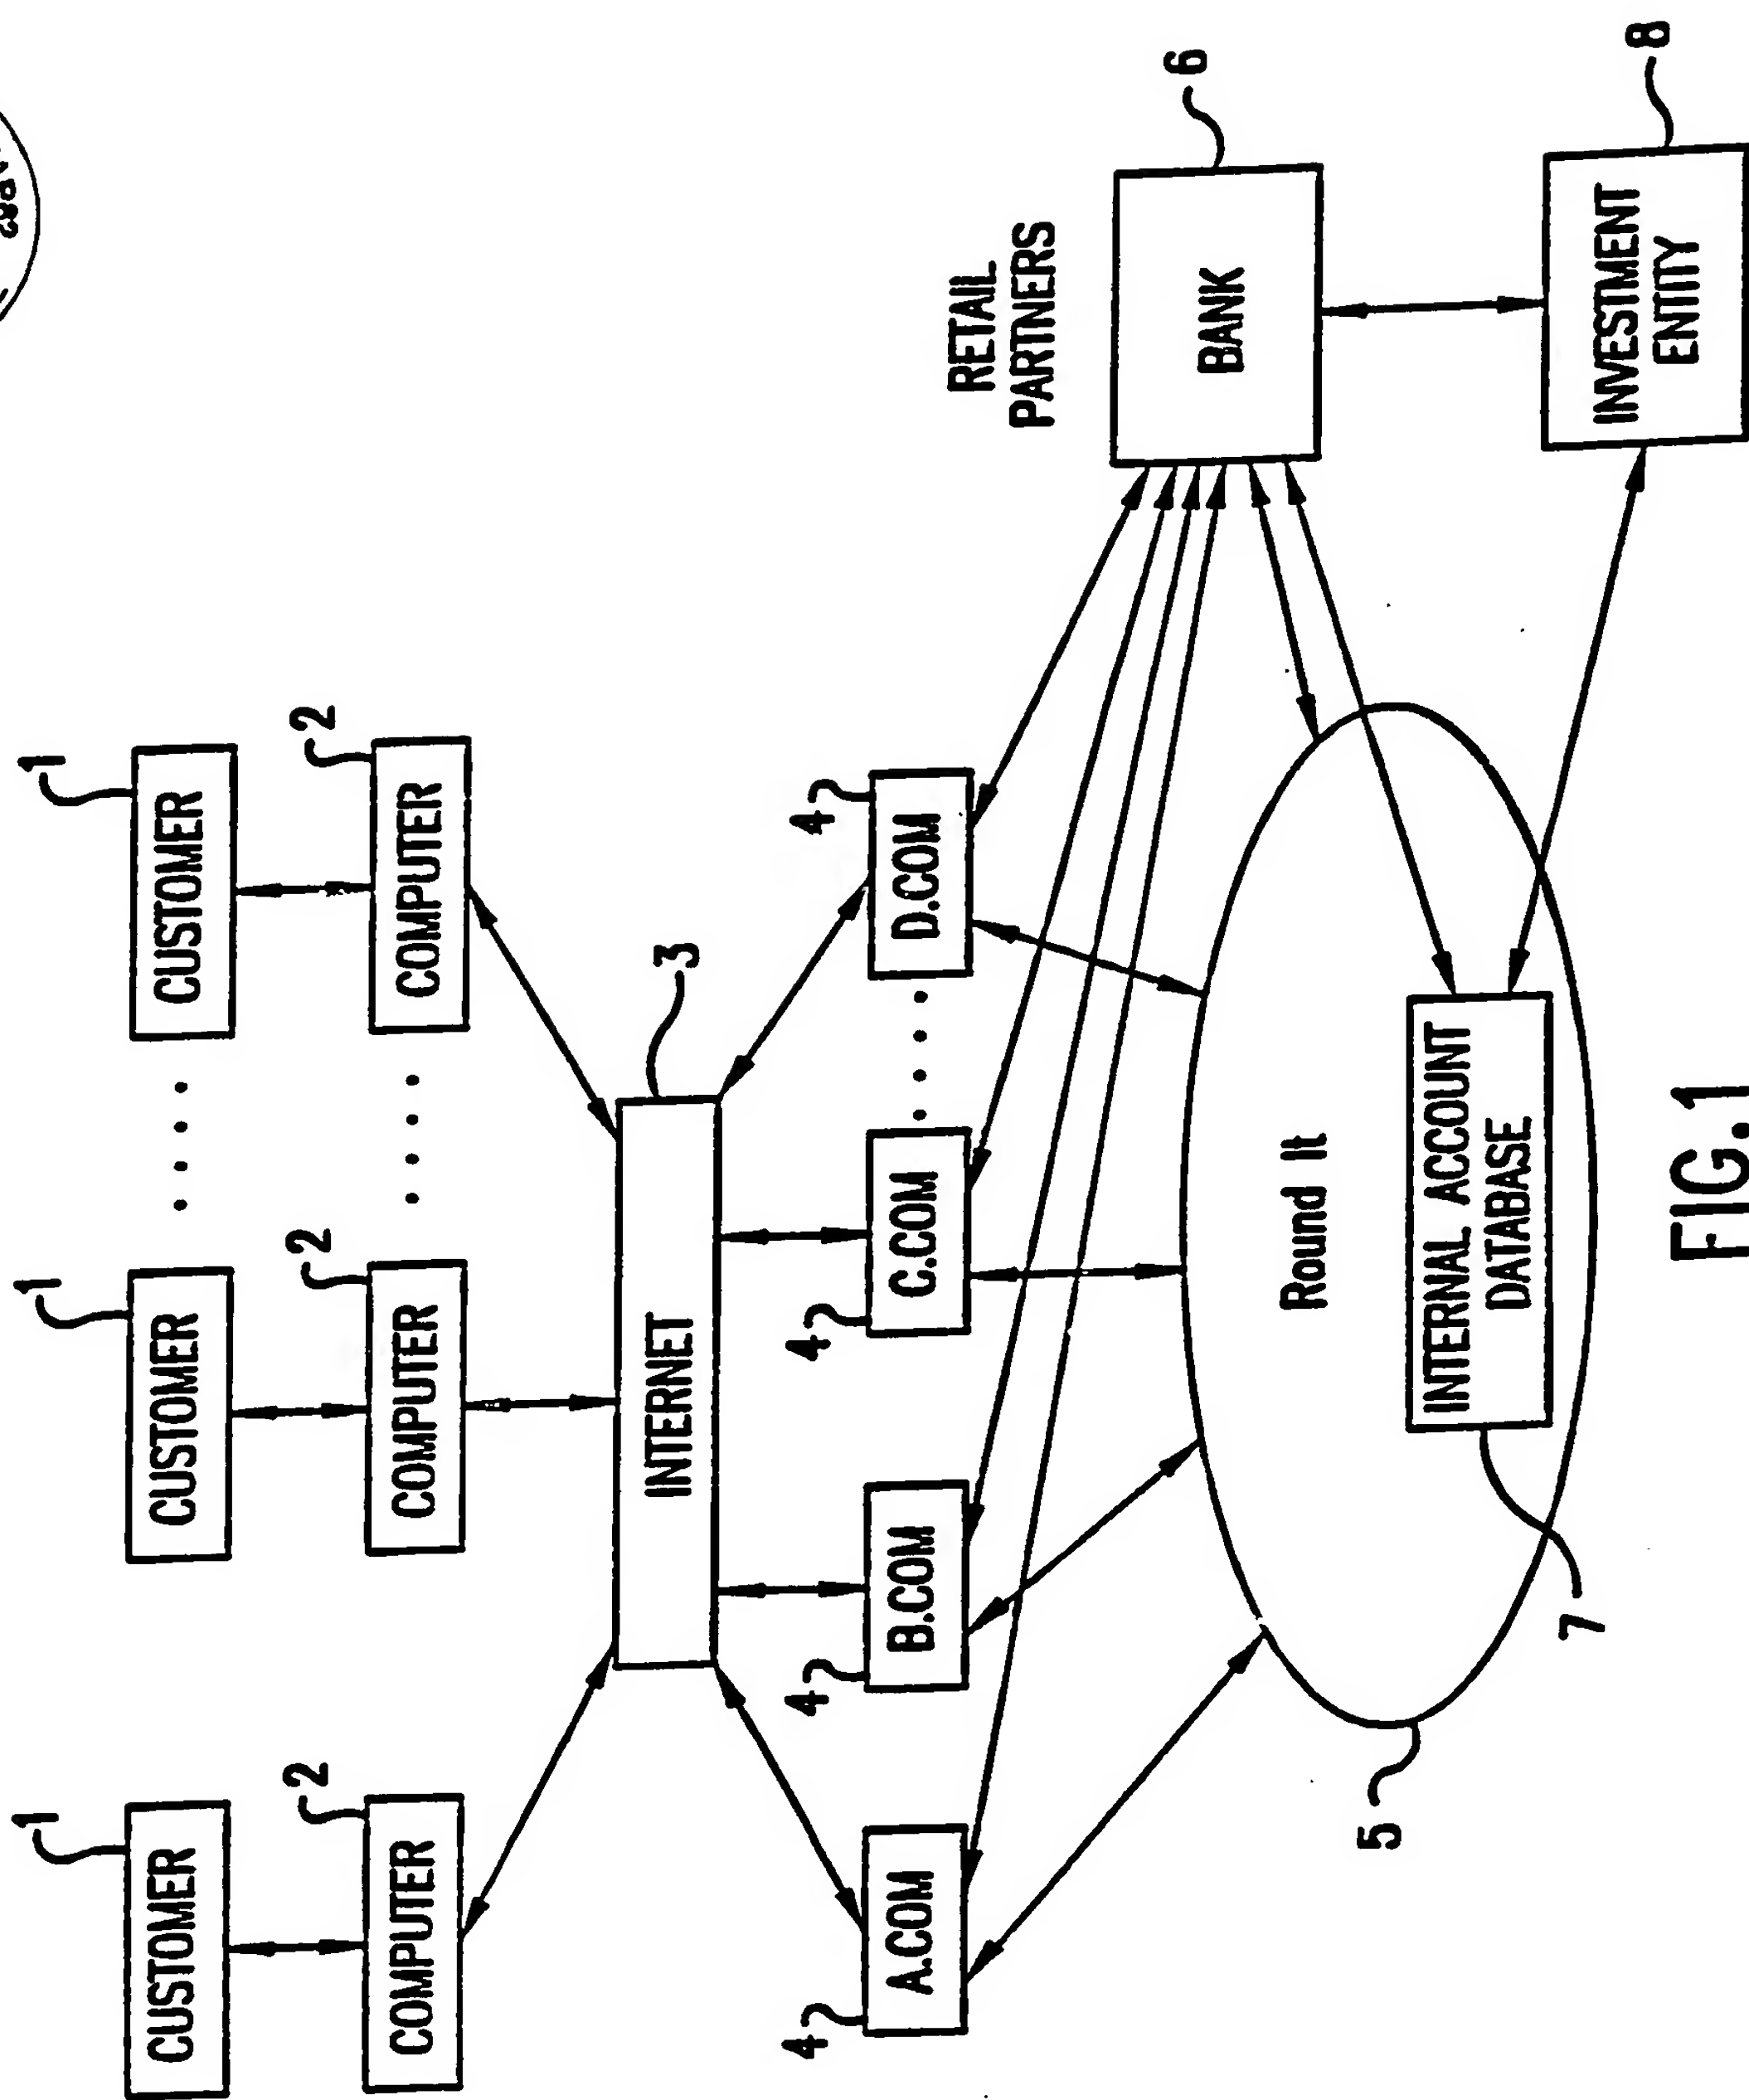 1
1
1
CUSTOMER
CUSTOMER
CUSTOMER
2
2
2
COMPUTER
COMPUTER
COMPUTER
3
INTERNET
4
4
4
4
A.COM
B.COM
C.COM
D.COM
RETAIL
PARTNERS
6
BANK
Round It
5
INTERNAL ACCOUNT
DATABASE
7
8
INVESTMENT
ENTITY
FIG.1